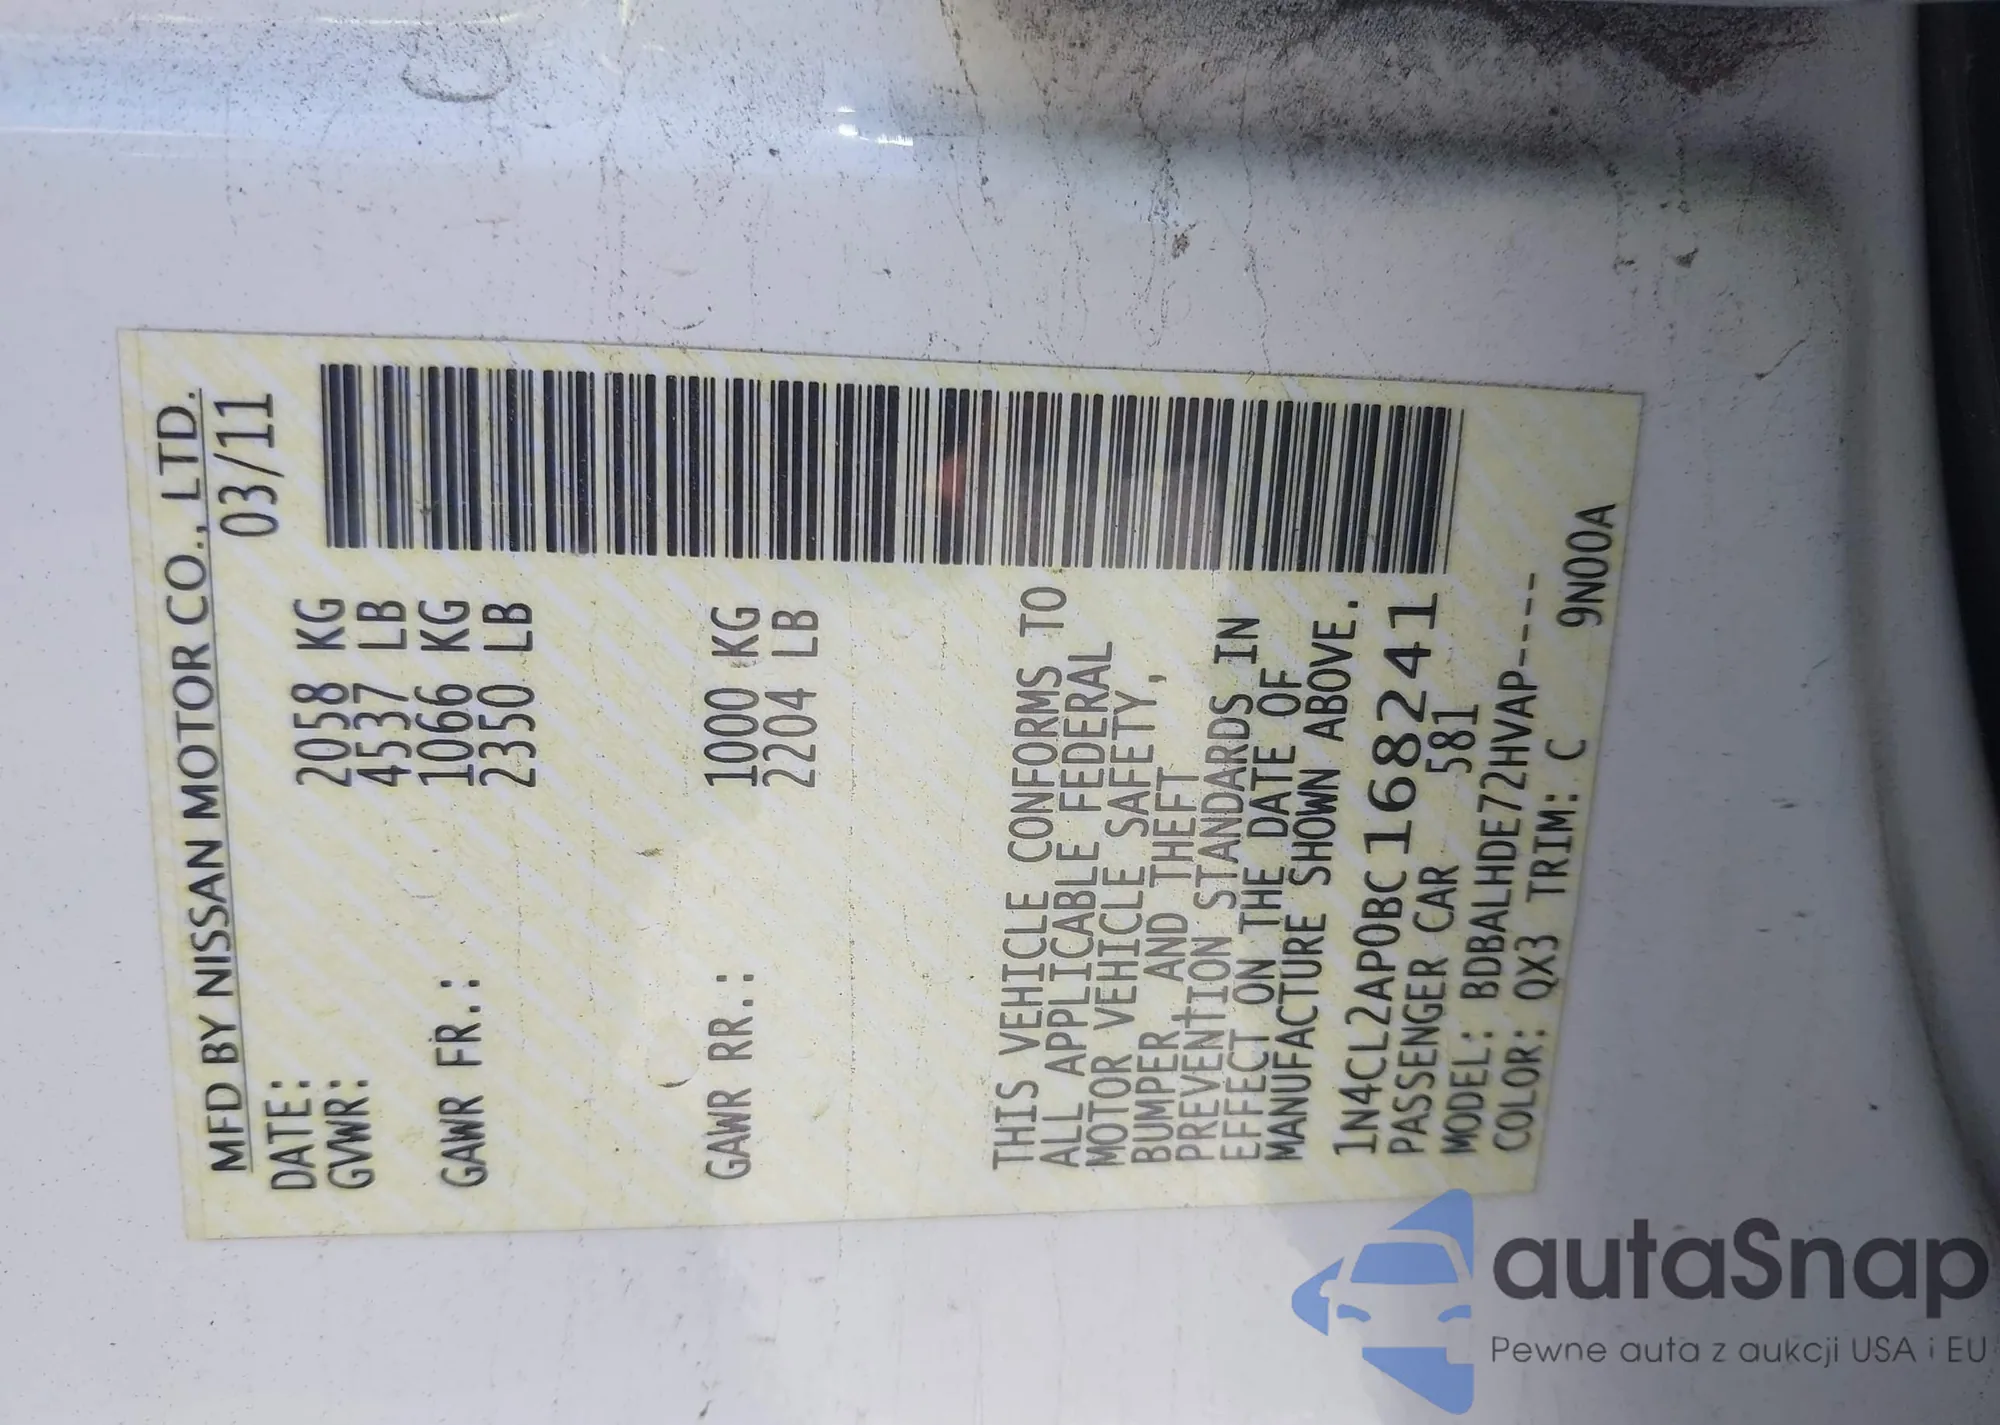 MFD BY NISSAN MOTOR CO., LTD.
DATE: 03/11
GVWR: 2058 KG
4537 LB
GAWR FR.: 1066 KG
2350 LB
GAWR RR.: 1000 KG
2204 LB
THIS VEHICLE CONFORMS TO
ALL APPLICABLE FEDERAL
MOTOR VEHICLE SAFETY,
BUMPER AND THEFT
PREVENTION STANDARDS IN
EFFECT ON THE DATE OF
MANUFACTURE SHOWN ABOVE.
1N4CL2AP0BC168241
PASSENGER CAR 581
MODEL: BDBALHDE72HVAP----
COLOR: QX3 TRIM: C 9N00A
autaSnap
Pewne auta z aukcji USA i EU